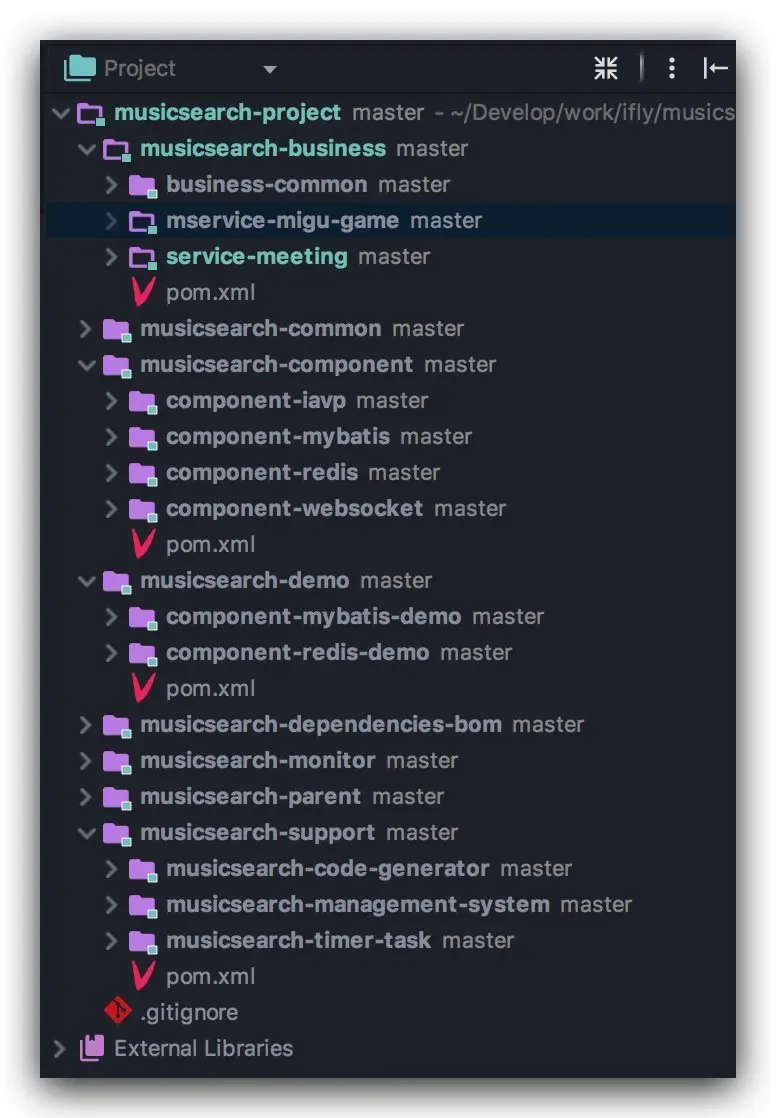 Project
musicsearch-project master - ~/Develop/work/ifly/musics
musicsearch-business master
business-common master
mservice-migu-game master
service-meeting master
pom.xml
musicsearch-common master
musicsearch-component master
component-iavp master
component-mybatis master
component-redis master
component-websocket master
pom.xml
musicsearch-demo master
component-mybatis-demo master
component-redis-demo master
pom.xml
musicsearch-dependencies-bom master
musicsearch-monitor master
musicsearch-parent master
musicsearch-support master
musicsearch-code-generator master
musicsearch-management-system master
musicsearch-timer-task master
pom.xml
.gitignore
External Libraries